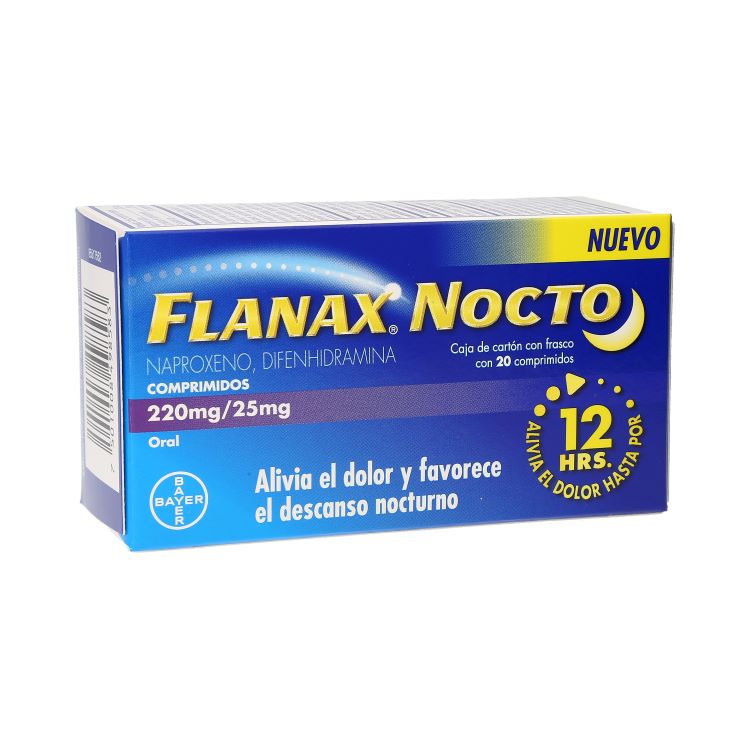 NUEVO
FLANAX® NOCTO
NAPROXENO, DIFENHIDRAMINA
COMPRIMIDOS
220mg/25mg
Oral
Caja de cartón con frasco
con 20 comprimidos
12
HRS.
ALIVIA EL DOLOR HASTA POR
Alivia el dolor y favorece
el descanso nocturno
BAYER
BAYER